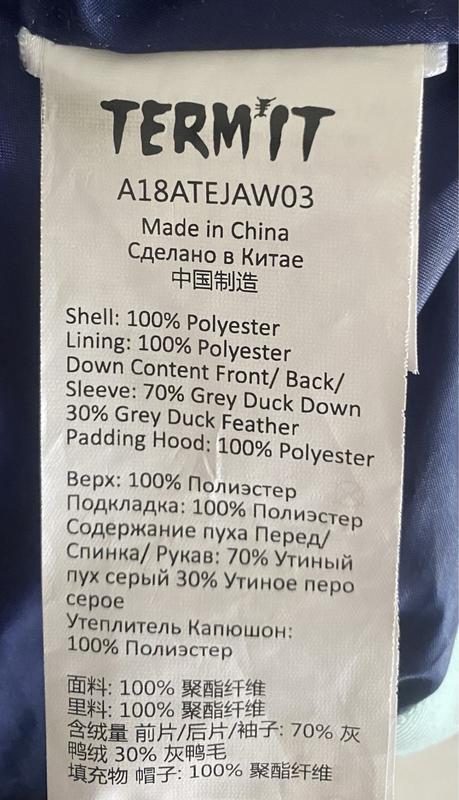 TERMIT
A18ATEJAW03
Made in China
Сделано в Китае
中国制造
Shell: 100% Polyester
Lining: 100% Polyester
Down Content Front/ Back/
Sleeve: 70% Grey Duck Down
30% Grey Duck Feather
Padding Hood: 100% Polyester
Верх: 100% Полиэстер
Подкладка: 100% Полиэстер
Содержание пуха Перед/
Спинка/ Рукав: 70% Утиный
пух серый 30% Утиное перо
серое
Утеплитель Капюшон:
100% Полиэстер
面料: 100% 聚酯纤维
里料: 100% 聚酯纤维
含绒量 前片/后片/袖子: 70% 灰
鸭绒 30% 灰鸭毛
填充物 帽子: 100% 聚酯纤维